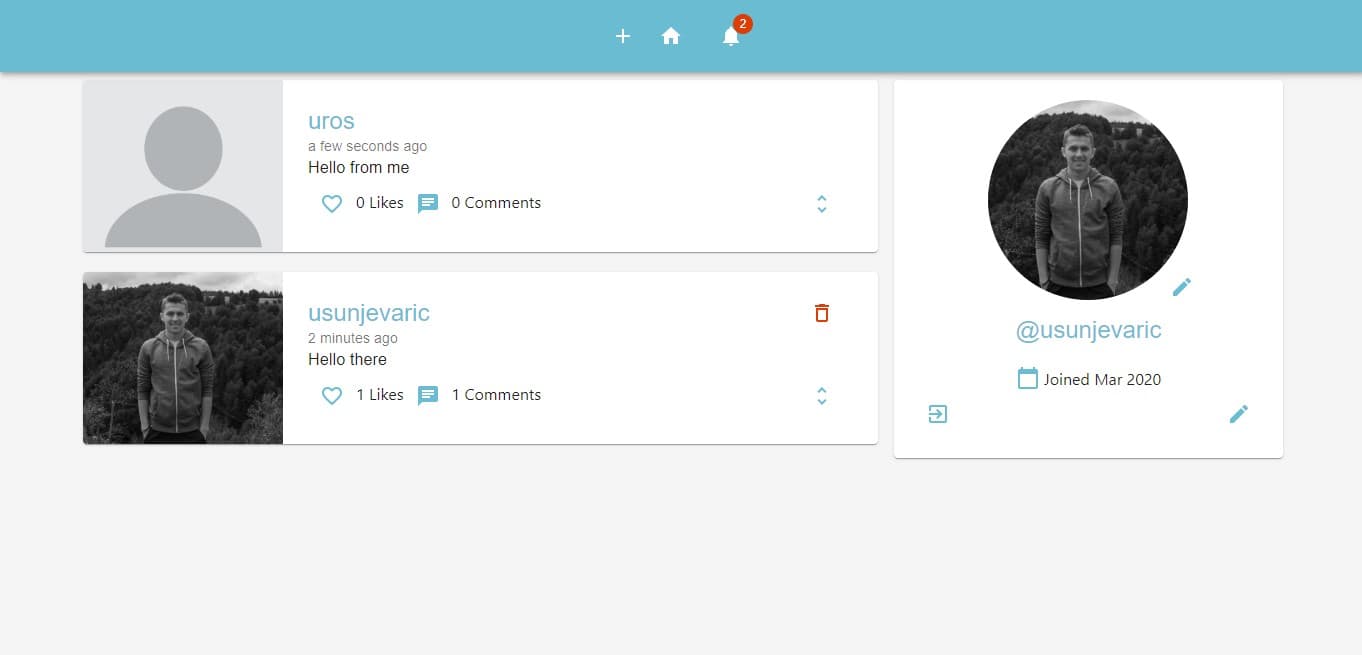 2
uros
a few seconds ago
Hello from me
0 Likes 0 Comments
usunjevaric
2 minutes ago
Hello there
1 Likes 1 Comments
@usunjevaric
Joined Mar 2020